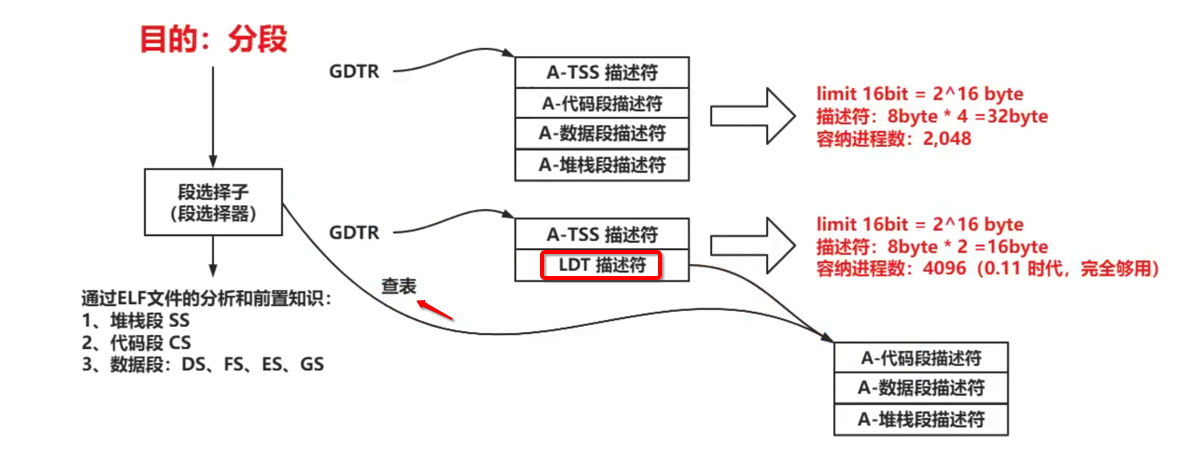 目的：分段
GDTR
A-TSS 描述符
A-代码段描述符
A-数据段描述符
A-堆栈段描述符
limit 16bit = 2^16 byte
描述符：8byte * 4 =32byte
容纳进程数：2,048
段选择子
（段选择器）
GDTR
A-TSS 描述符
LDT 描述符
limit 16bit = 2^16 byte
描述符：8byte * 2 =16byte
容纳进程数：4096（0.11 时代，完全够用）
查表
通过ELF文件的分析和前置知识：
1、堆栈段 SS
2、代码段 CS
3、数据段：DS、FS、ES、GS
A-代码段描述符
A-数据段描述符
A-堆栈段描述符